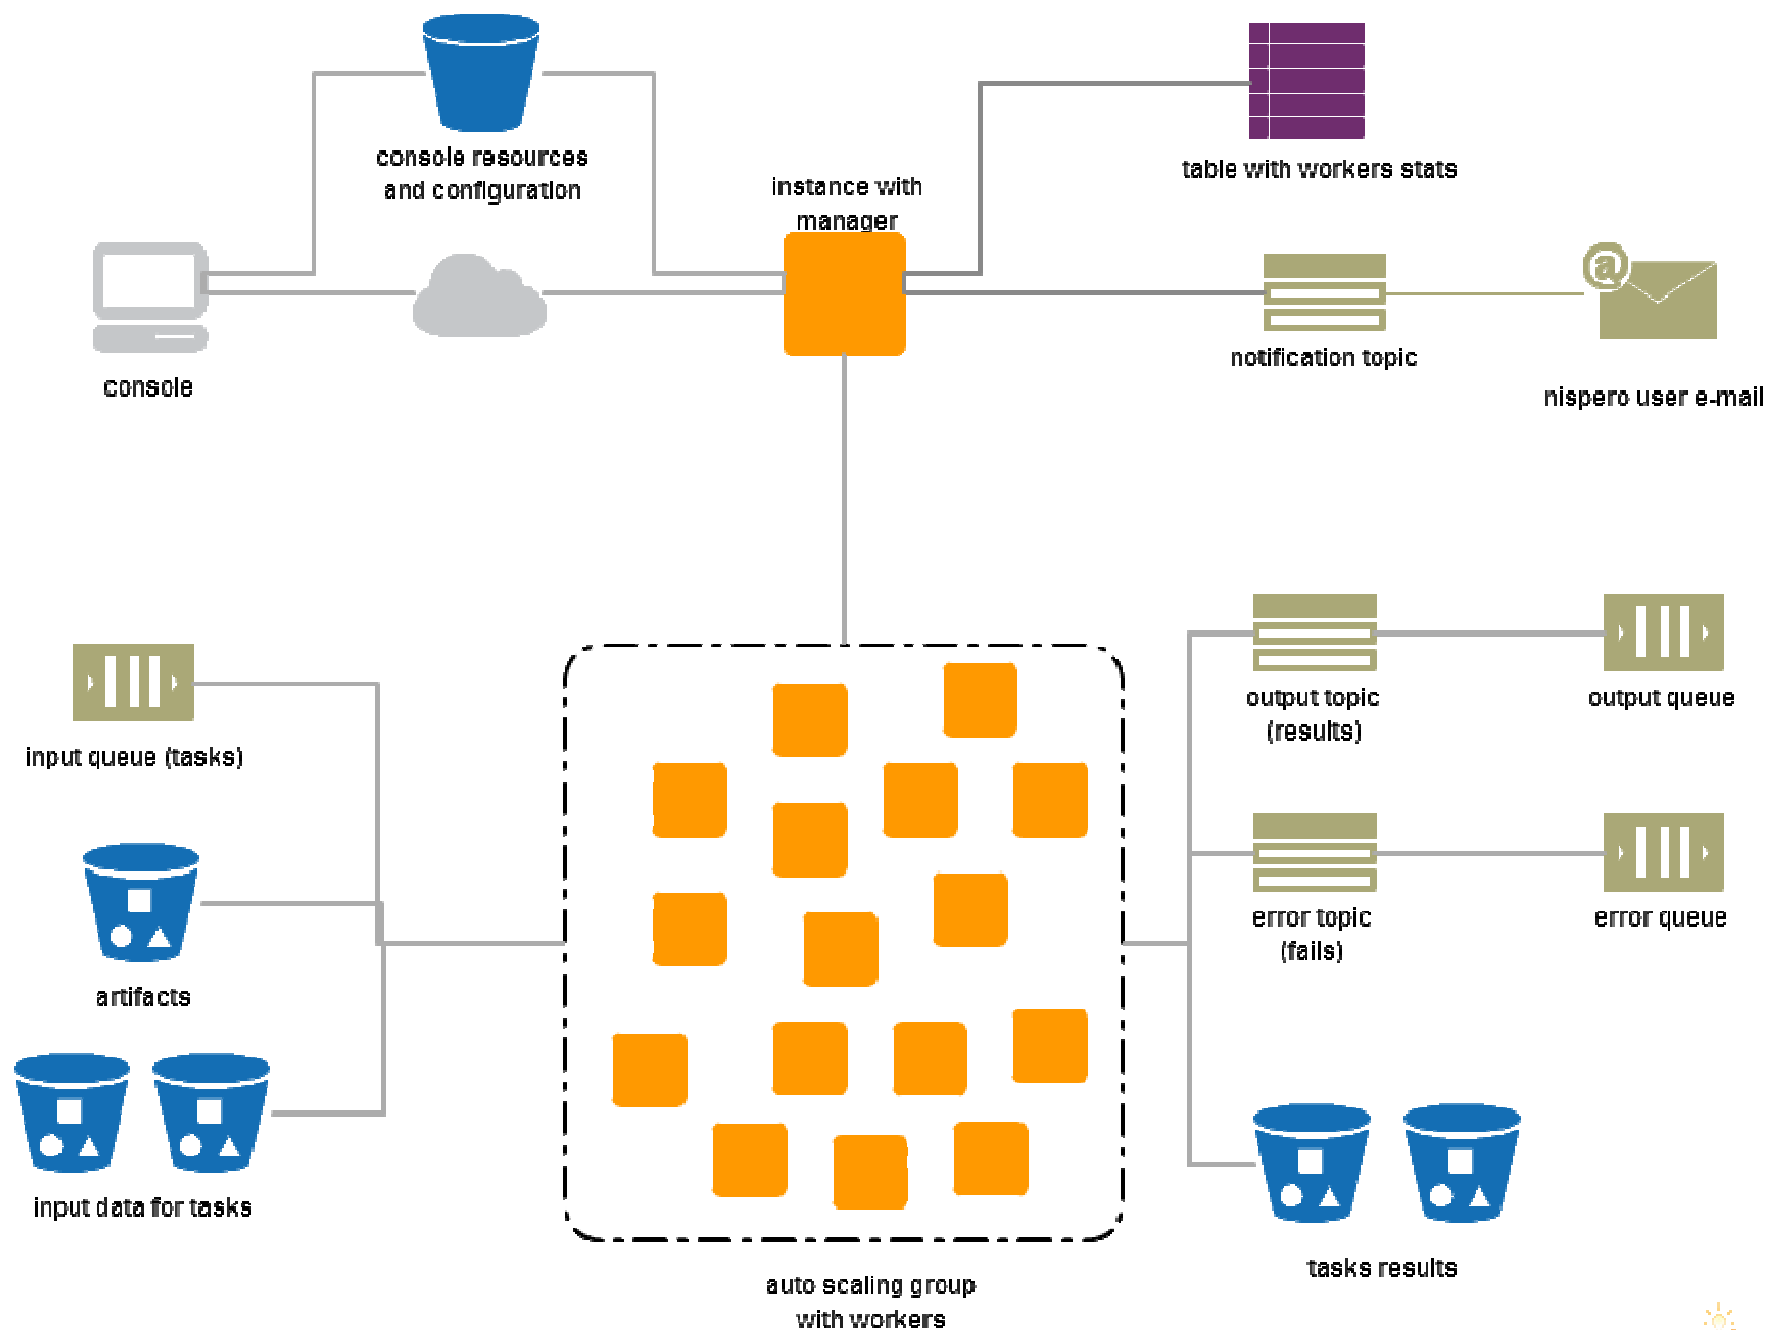 console resources
and configuration
instance with
manager
table with workers stats
console
notification topic
nispero user e-mail
input queue (tasks)
output topic
(results)
output queue
artifacts
error topic
(fails)
error queue
input data for tasks
tasks results
auto scaling group
with workers
@